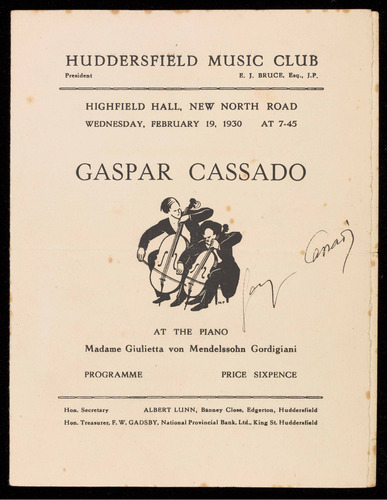 HUDDERSFIELD MUSIC CLUB
President E. J. BRUCE, Esq., J.P.
HIGHFIELD HALL, NEW NORTH ROAD
WEDNESDAY, FEBRUARY 19, 1930 AT 7-45
GASPAR CASSADO
Gaspar Cassadó
AT THE PIANO
Madame Giulietta von Mendelssohn Gordigiani
PROGRAMME PRICE SIXPENCE
Hon. Secretary ALBERT LUNN, Banney Close, Edgerton, Huddersfield
Hon. Treasurer, F. W. GADSBY, National Provincial Bank, Ltd., King St. Huddersfield